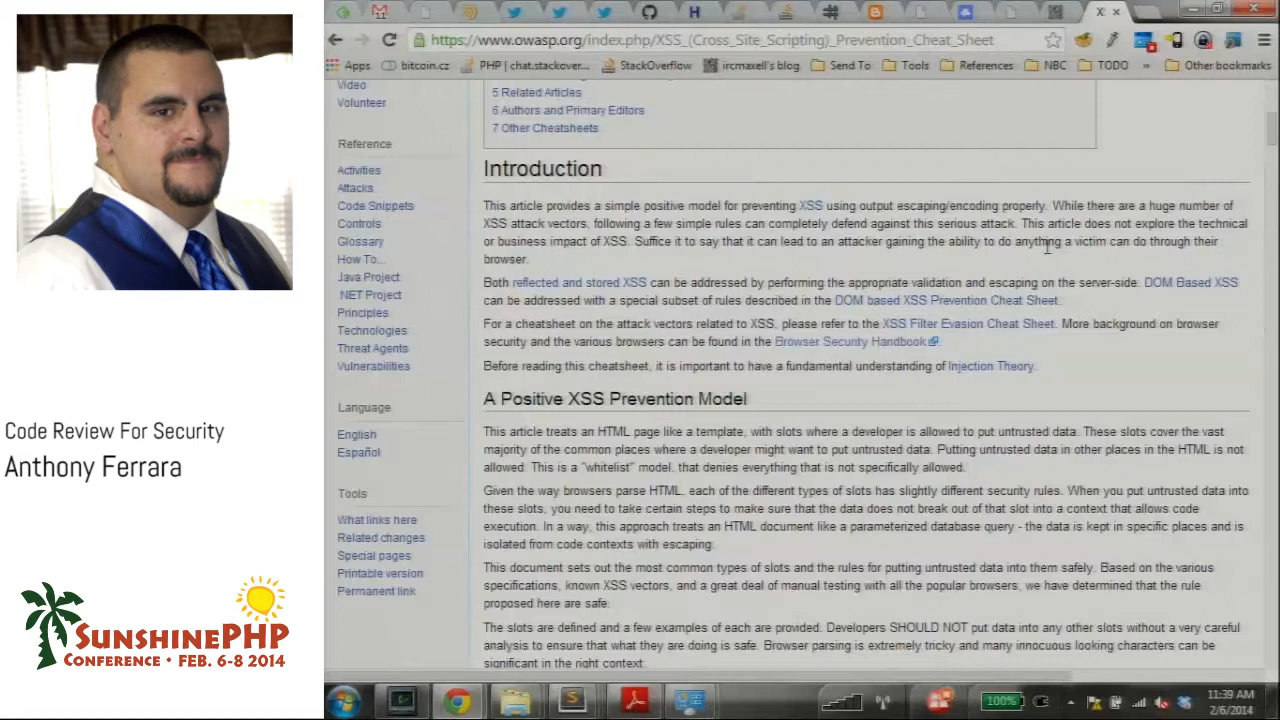 https://www.owasp.org/index.php/XSS_(Cross_Site_Scripting)_Prevention_Cheat_Sheet
Apps
bitcoin.cz
PHP | chat.stackover...
StackOverflow
ircmaxell's blog
Send To
Tools
References
NBC
TODO
»
Other bookmarks
Video
Volunteer
Reference
Activities
Attacks
Code Snippets
Controls
Glossary
How To...
Java Project
.NET Project
Principles
Technologies
Threat Agents
Vulnerabilities
Language
English
Español
Tools
What links here
Related changes
Special pages
Printable version
Permanent link
5 Related Articles
6 Authors and Primary Editors
7 Other Cheatsheets
Introduction
This article provides a simple positive model for preventing XSS using output escaping/encoding properly. While there are a huge number of
XSS attack vectors, following a few simple rules can completely defend against this serious attack. This article does not explore the technical
or business impact of XSS. Suffice it to say that it can lead to an attacker gaining the ability to do anything a victim can do through their
browser.
Both reflected and stored XSS can be addressed by performing the appropriate validation and escaping on the server-side. DOM Based XSS
can be addressed with a special subset of rules described in the DOM based XSS Prevention Cheat Sheet.
For a cheatsheet on the attack vectors related to XSS, please refer to the XSS Filter Evasion Cheat Sheet. More background on browser
security and the various browsers can be found in the Browser Security Handbook.
Before reading this cheatsheet, it is important to have a fundamental understanding of Injection Theory.
A Positive XSS Prevention Model
This article treats an HTML page like a template, with slots where a developer is allowed to put untrusted data. These slots cover the vast
majority of the common places where a developer might want to put untrusted data. Putting untrusted data in other places in the HTML is not
allowed. This is a "whitelist" model, that denies everything that is not specifically allowed.
Given the way browsers parse HTML, each of the different types of slots has slightly different security rules. When you put untrusted data into
these slots, you need to take certain steps to make sure that the data does not break out of that slot into a context that allows code
execution. In a way, this approach treats an HTML document like a parameterized database query - the data is kept in specific places and is
isolated from code contexts with escaping.
This document sets out the most common types of slots and the rules for putting untrusted data into them safely. Based on the various
specifications, known XSS vectors, and a great deal of manual testing with all the popular browsers, we have determined that the rule
proposed here are safe.
The slots are defined and a few examples of each are provided. Developers SHOULD NOT put data into any other slots without a very careful
analysis to ensure that what they are doing is safe. Browser parsing is extremely tricky and many innocuous looking characters can be
significant in the right context.
Code Review For Security
Anthony Ferrara
SUNSHINEPHP
CONFERENCE • FEB. 6-8 2014
100%
11:39 AM
2/6/2014